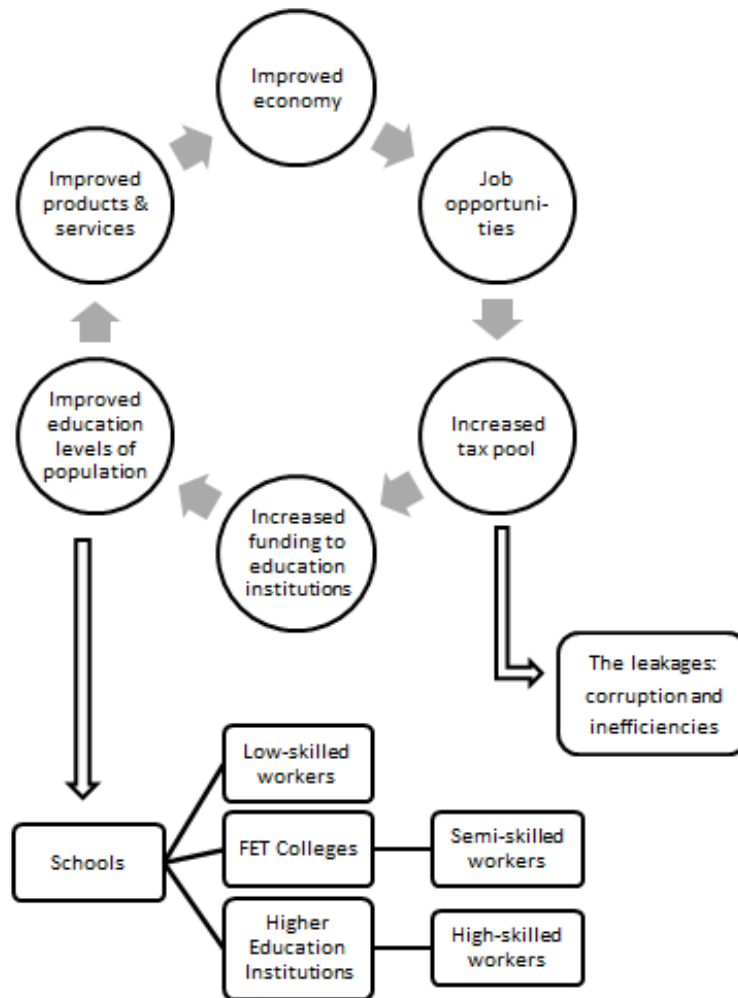 Improved
economy
Improved
products &
services
Job
opportuni-
ties
Improved
education
levels of
population
Increased
tax pool
Increased
funding to
education
institutions
The leakages:
corruption and
inefficiencies
Low-skilled
workers
Schools
FET Colleges
Semi-skilled
workers
Higher
Education
Institutions
High-skilled
workers